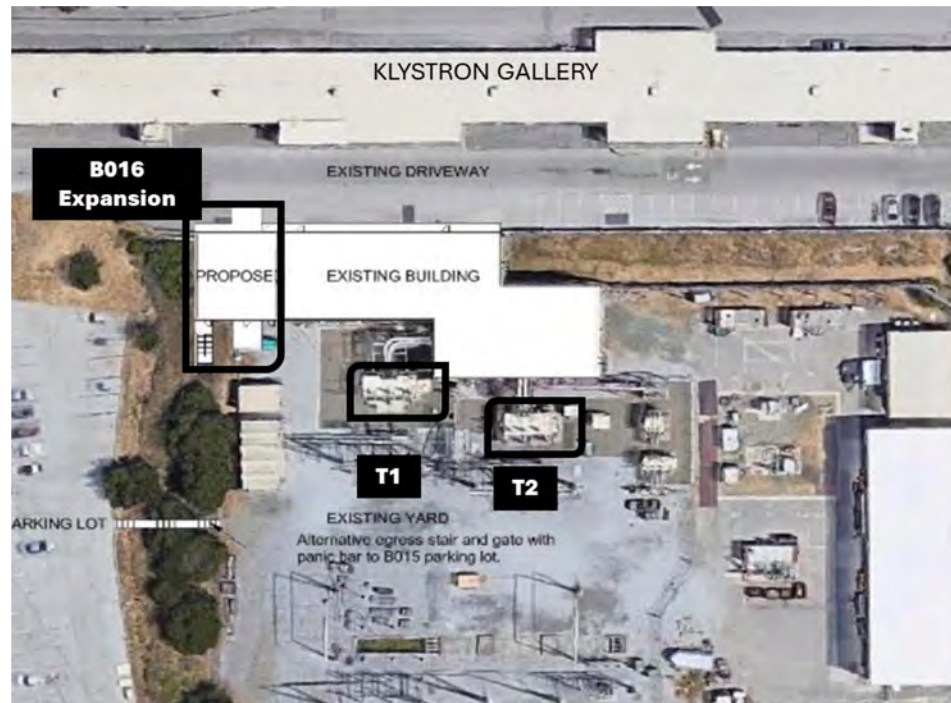 KLYSTRON GALLERY
B016
Expansion
EXISTING DRIVEWAY
PROPOSE
EXISTING BUILDING
T1
T2
ARKING LOT
EXISTING YARD
Alternative egress stair and gate with
panic bar to B015 parking lot.